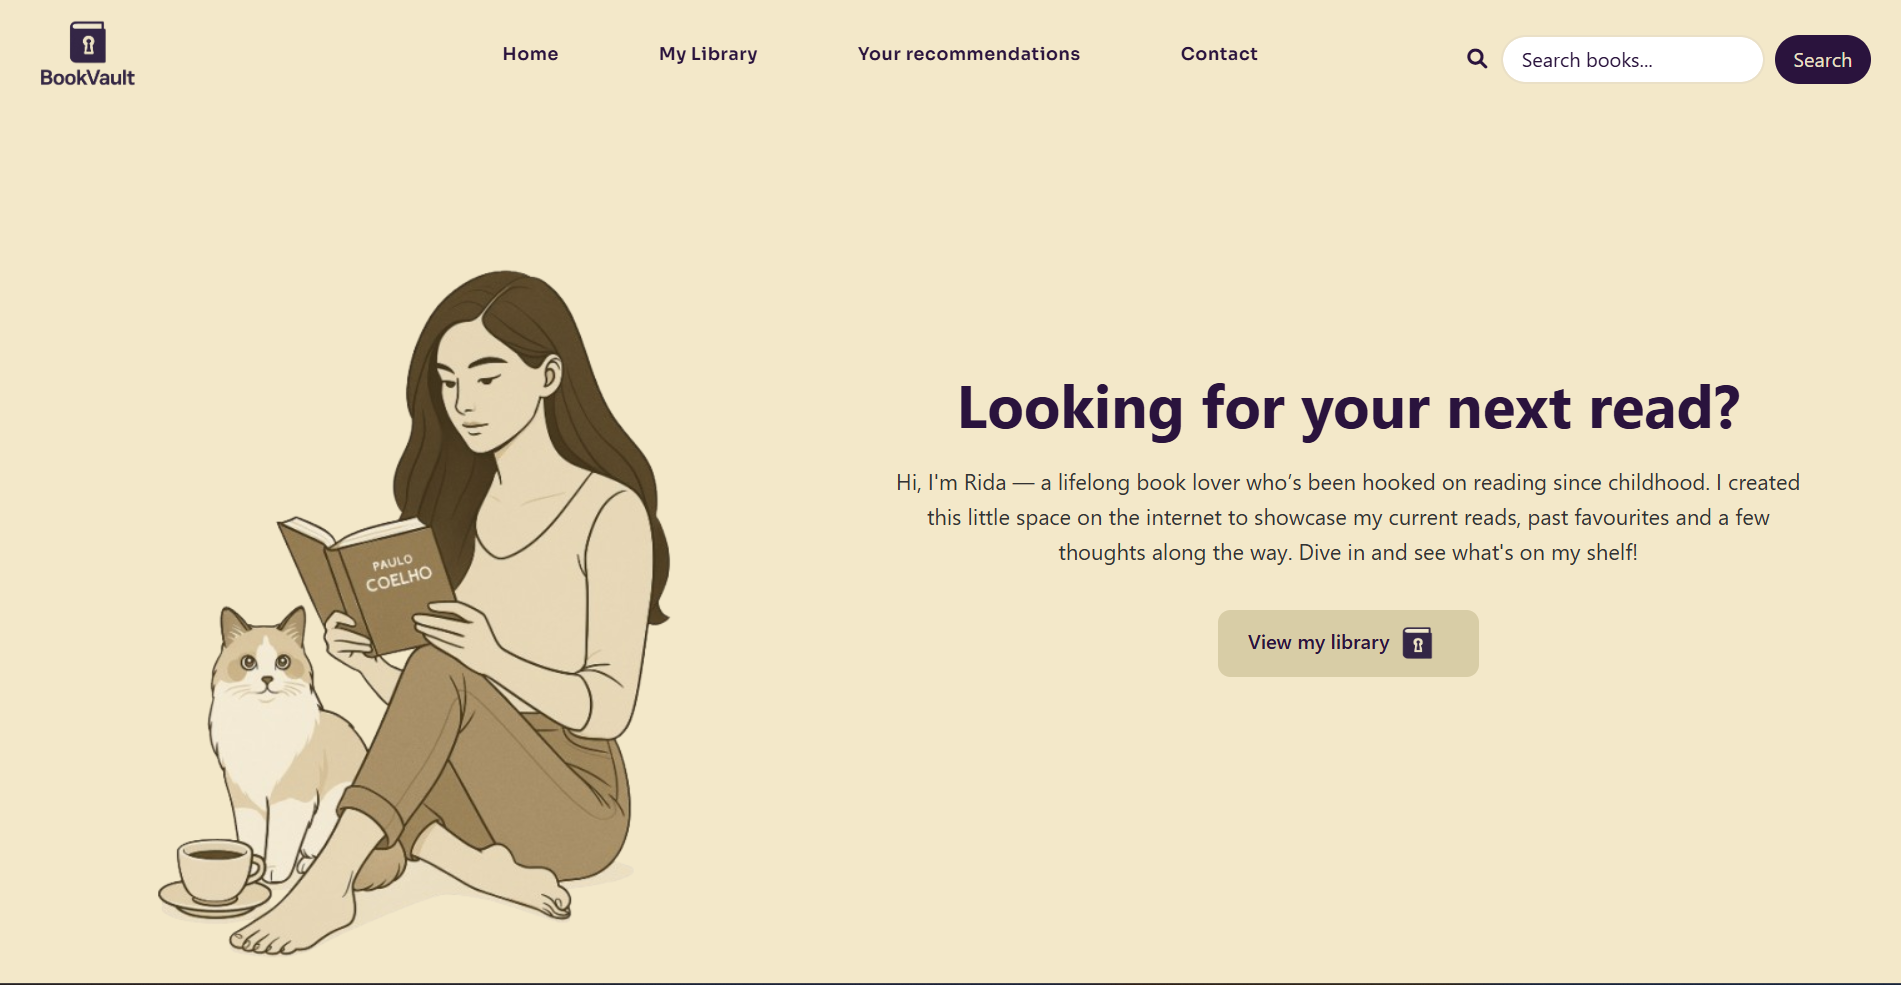 BookVault
Home
My Library
Your recommendations
Contact
Search books...
Search
PAULO
COELHO
Looking for your next read?
Hi, I'm Rida — a lifelong book lover who’s been hooked on reading since childhood. I created
this little space on the internet to showcase my current reads, past favourites and a few
thoughts along the way. Dive in and see what's on my shelf!
View my library